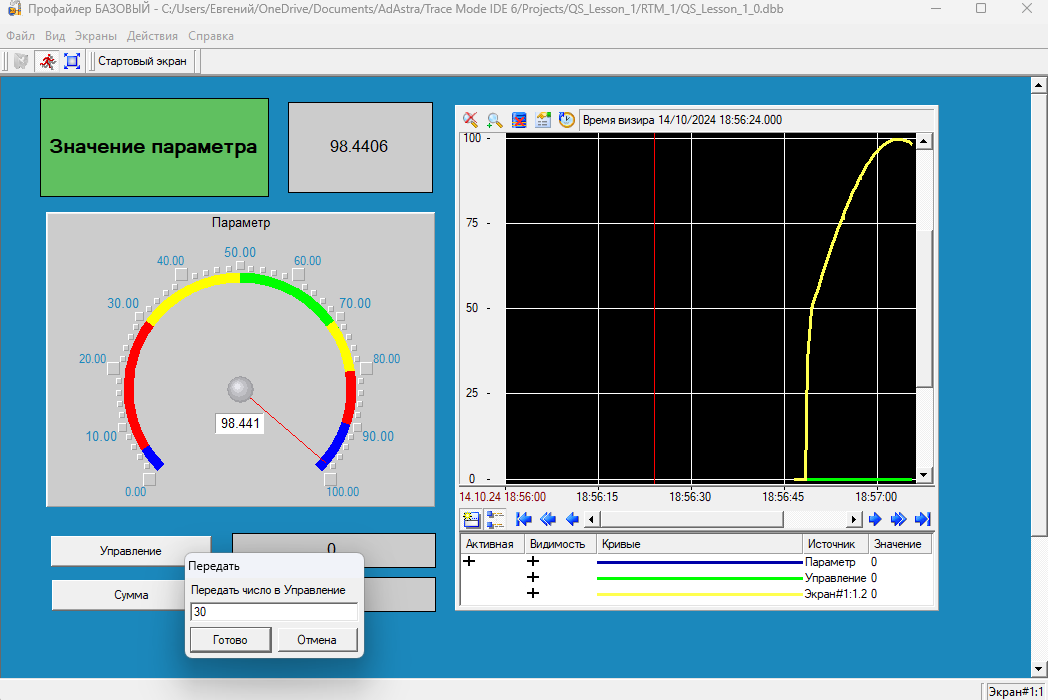 Профайлер БАЗОВЫЙ - C:/Users/Евгений/OneDrive/Documents/AdAstra/Trace Mode IDE 6/Projects/QS_Lesson_1/RTM_1/QS_Lesson_1_0.dbb
Файл Вид Экраны Действия Справка
Стартовый экран
Значение параметра
98.4406
Параметр
0.00
10.00
20.00
30.00
40.00
50.00
60.00
70.00
80.00
90.00
100.00
98.441
Управление
0
Сумма
Передать
Передать число в Управление
30
Готово Отмена
Время визира 14/10/2024 18:56:24.000
100
75
50
25
0
14.10.24 18:56:00 18:56:15 18:56:30 18:56:45 18:57:00
Активная Видимость Кривые Источник Значение
Параметр 0
Управление 0
Экран#1:1.2 0
Экран#1:1